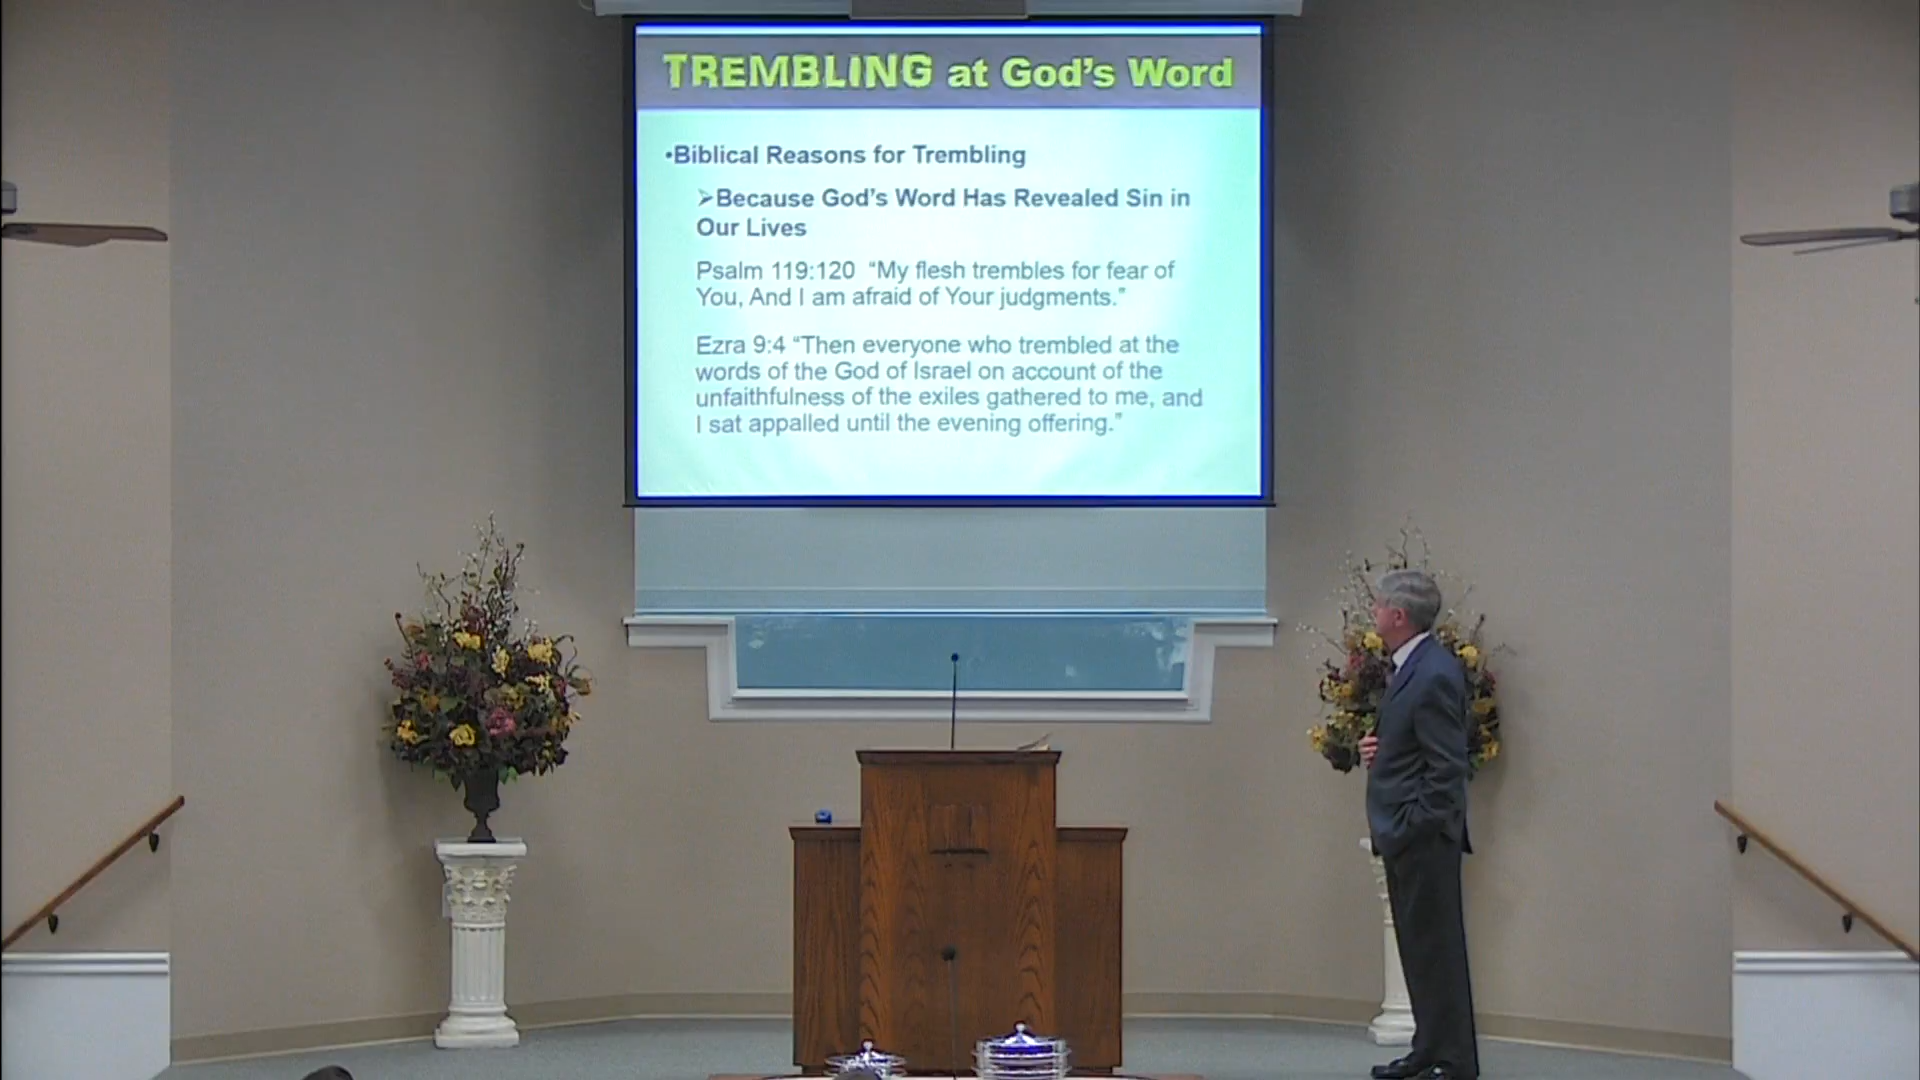 TREMBLING at God's Word
•Biblical Reasons for Trembling
➢Because God's Word Has Revealed Sin in
Our Lives
Psalm 119:120 “My flesh trembles for fear of
You, And I am afraid of Your judgments.”
Ezra 9:4 “Then everyone who trembled at the
words of the God of Israel on account of the
unfaithfulness of the exiles gathered to me, and
I sat appalled until the evening offering.”